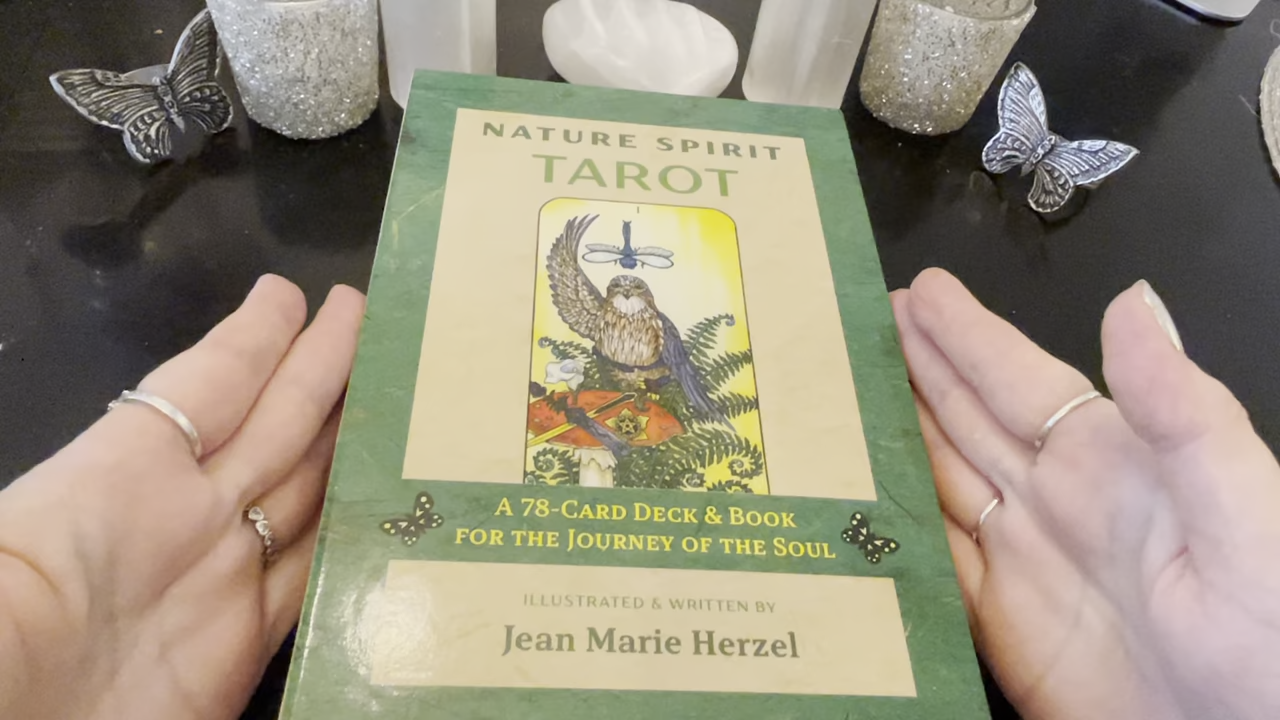 NATURE SPIRIT
TAROT
I
A 78-CARD DECK & BOOK
FOR THE JOURNEY OF THE SOUL
ILLUSTRATED & WRITTEN BY
Jean Marie Herzel